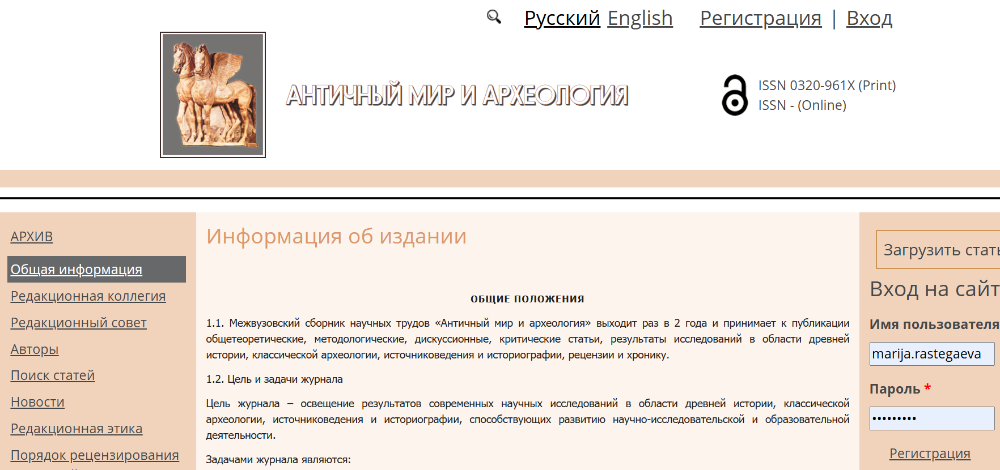 Русский English Регистрация | Вход
АНТИЧНЫЙ МИР И АРХЕОЛОГИЯ
ISSN 0320-961X (Print)
ISSN - (Online)
АРХИВ
Общая информация
Редакционная коллегия
Редакционный совет
Авторы
Поиск статей
Новости
Редакционная этика
Порядок рецензирования
Информация об издании
ОБЩИЕ ПОЛОЖЕНИЯ
1.1. Межвузовский сборник научных трудов «Античный мир и археология» выходит раз в 2 года и принимает к публикации
общетеоретические, методологические, дискуссионные, критические статьи, результаты исследований в области древней
истории, классической археологии, источниковедения и историографии, рецензии и хронику.
1.2. Цель и задачи журнала
Цель журнала – освещение результатов современных научных исследований в области древней истории, классической
археологии, источниковедения и историографии, способствующих развитию научно-исследовательской и образовательной
деятельности.
Задачами журнала являются:
Загрузить стать
Вход на сайт
Имя пользователя
marija.rastegaeva
Пароль *
•••••••••
Регистрация